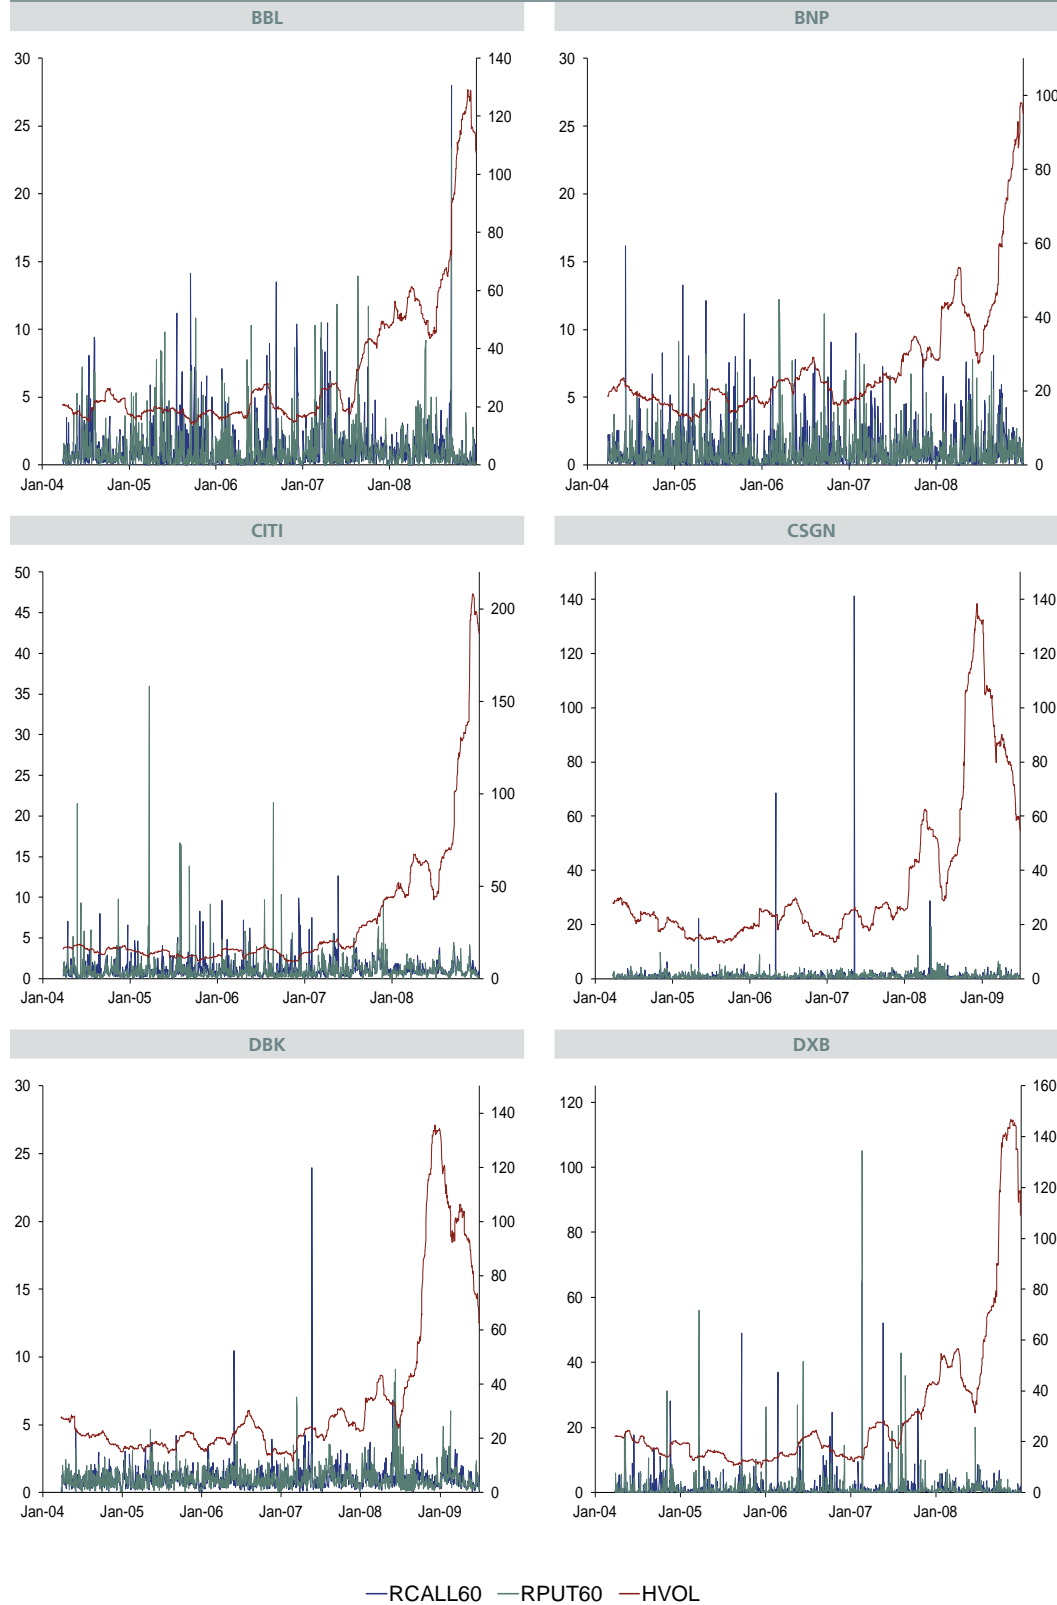 BBL BNP
30 140 30 100
25 120 25 80
20 100 20 60
15 80 15 40
10 60 10 20
5 40 5 0
0 20 0
0
Jan-04 Jan-05 Jan-06 Jan-07 Jan-08 Jan-04 Jan-05 Jan-06 Jan-07 Jan-08
CITI CSGN
50 200 140 140
45 150 120 120
40 100 100 100
35 50 80 80
30 0 60 60
25 40 40
20 20 20
15 0 0
10
5
0
Jan-04 Jan-05 Jan-06 Jan-07 Jan-08 Jan-04 Jan-05 Jan-06 Jan-07 Jan-08 Jan-09
DBK DXB
30 140 120 160
25 120 100 140
20 100 80 120
15 80 60 100
10 60 40 80
5 40 20 60
0 20 0 40
0 20
0
Jan-04 Jan-05 Jan-06 Jan-07 Jan-08 Jan-09 Jan-04 Jan-05 Jan-06 Jan-07 Jan-08
RCALL60 RPUT60 HVOL